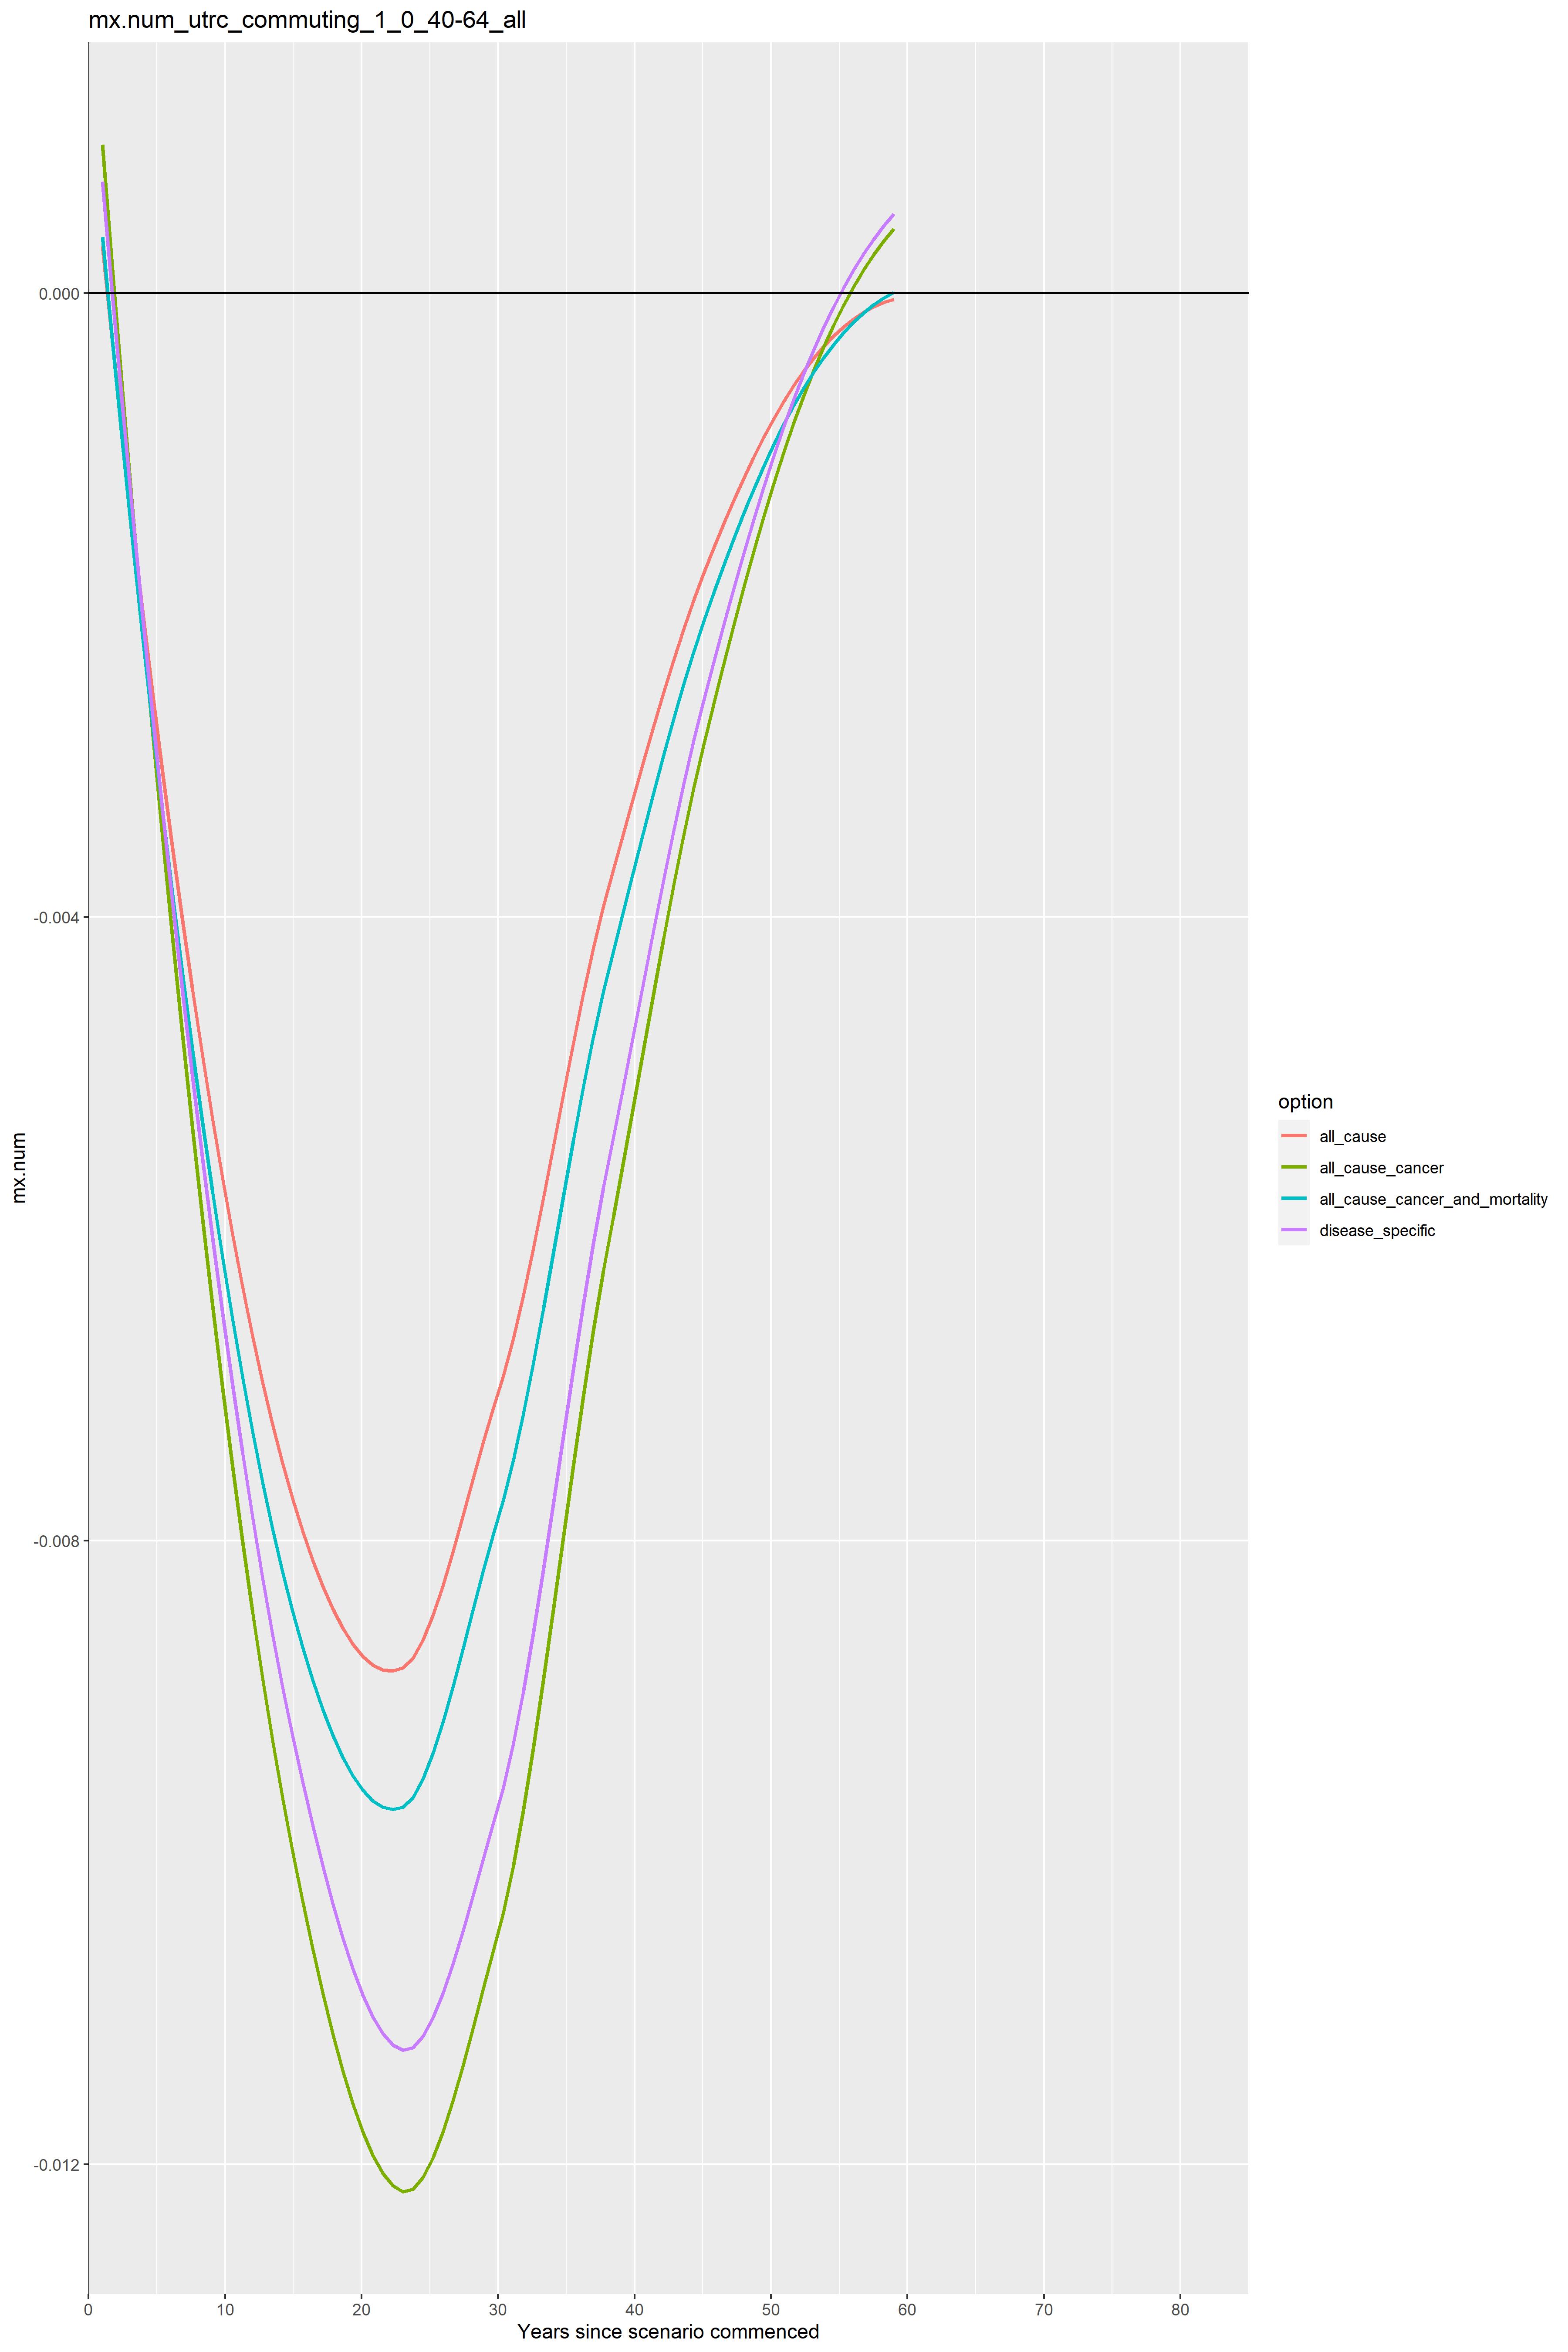 mx.num_utrc_commuting_1_0_40-64_all
0.000
-0.004
-0.008
-0.012
mx.num
0 10 20 30 40 50 60 70 80
Years since scenario commenced
option
all_cause
all_cause_cancer
all_cause_cancer_and_mortality
disease_specific